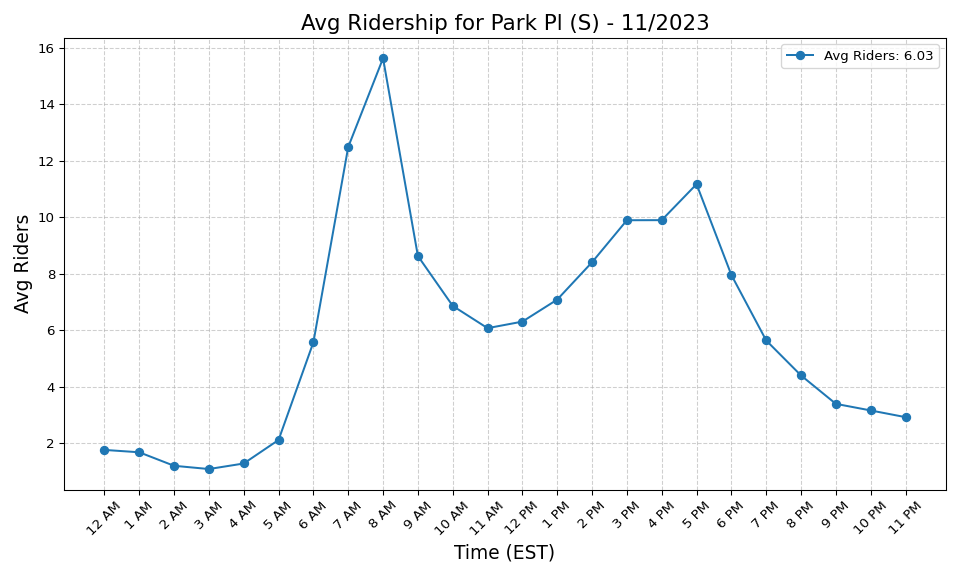 Avg Ridership for Park Pl (S) - 11/2023
Avg Riders: 6.03
Avg Riders
16
14
12
10
8
6
4
2
12 AM
1 AM
2 AM
3 AM
4 AM
5 AM
6 AM
7 AM
8 AM
9 AM
10 AM
11 AM
12 PM
1 PM
2 PM
3 PM
4 PM
5 PM
6 PM
7 PM
8 PM
9 PM
10 PM
11 PM
Time (EST)